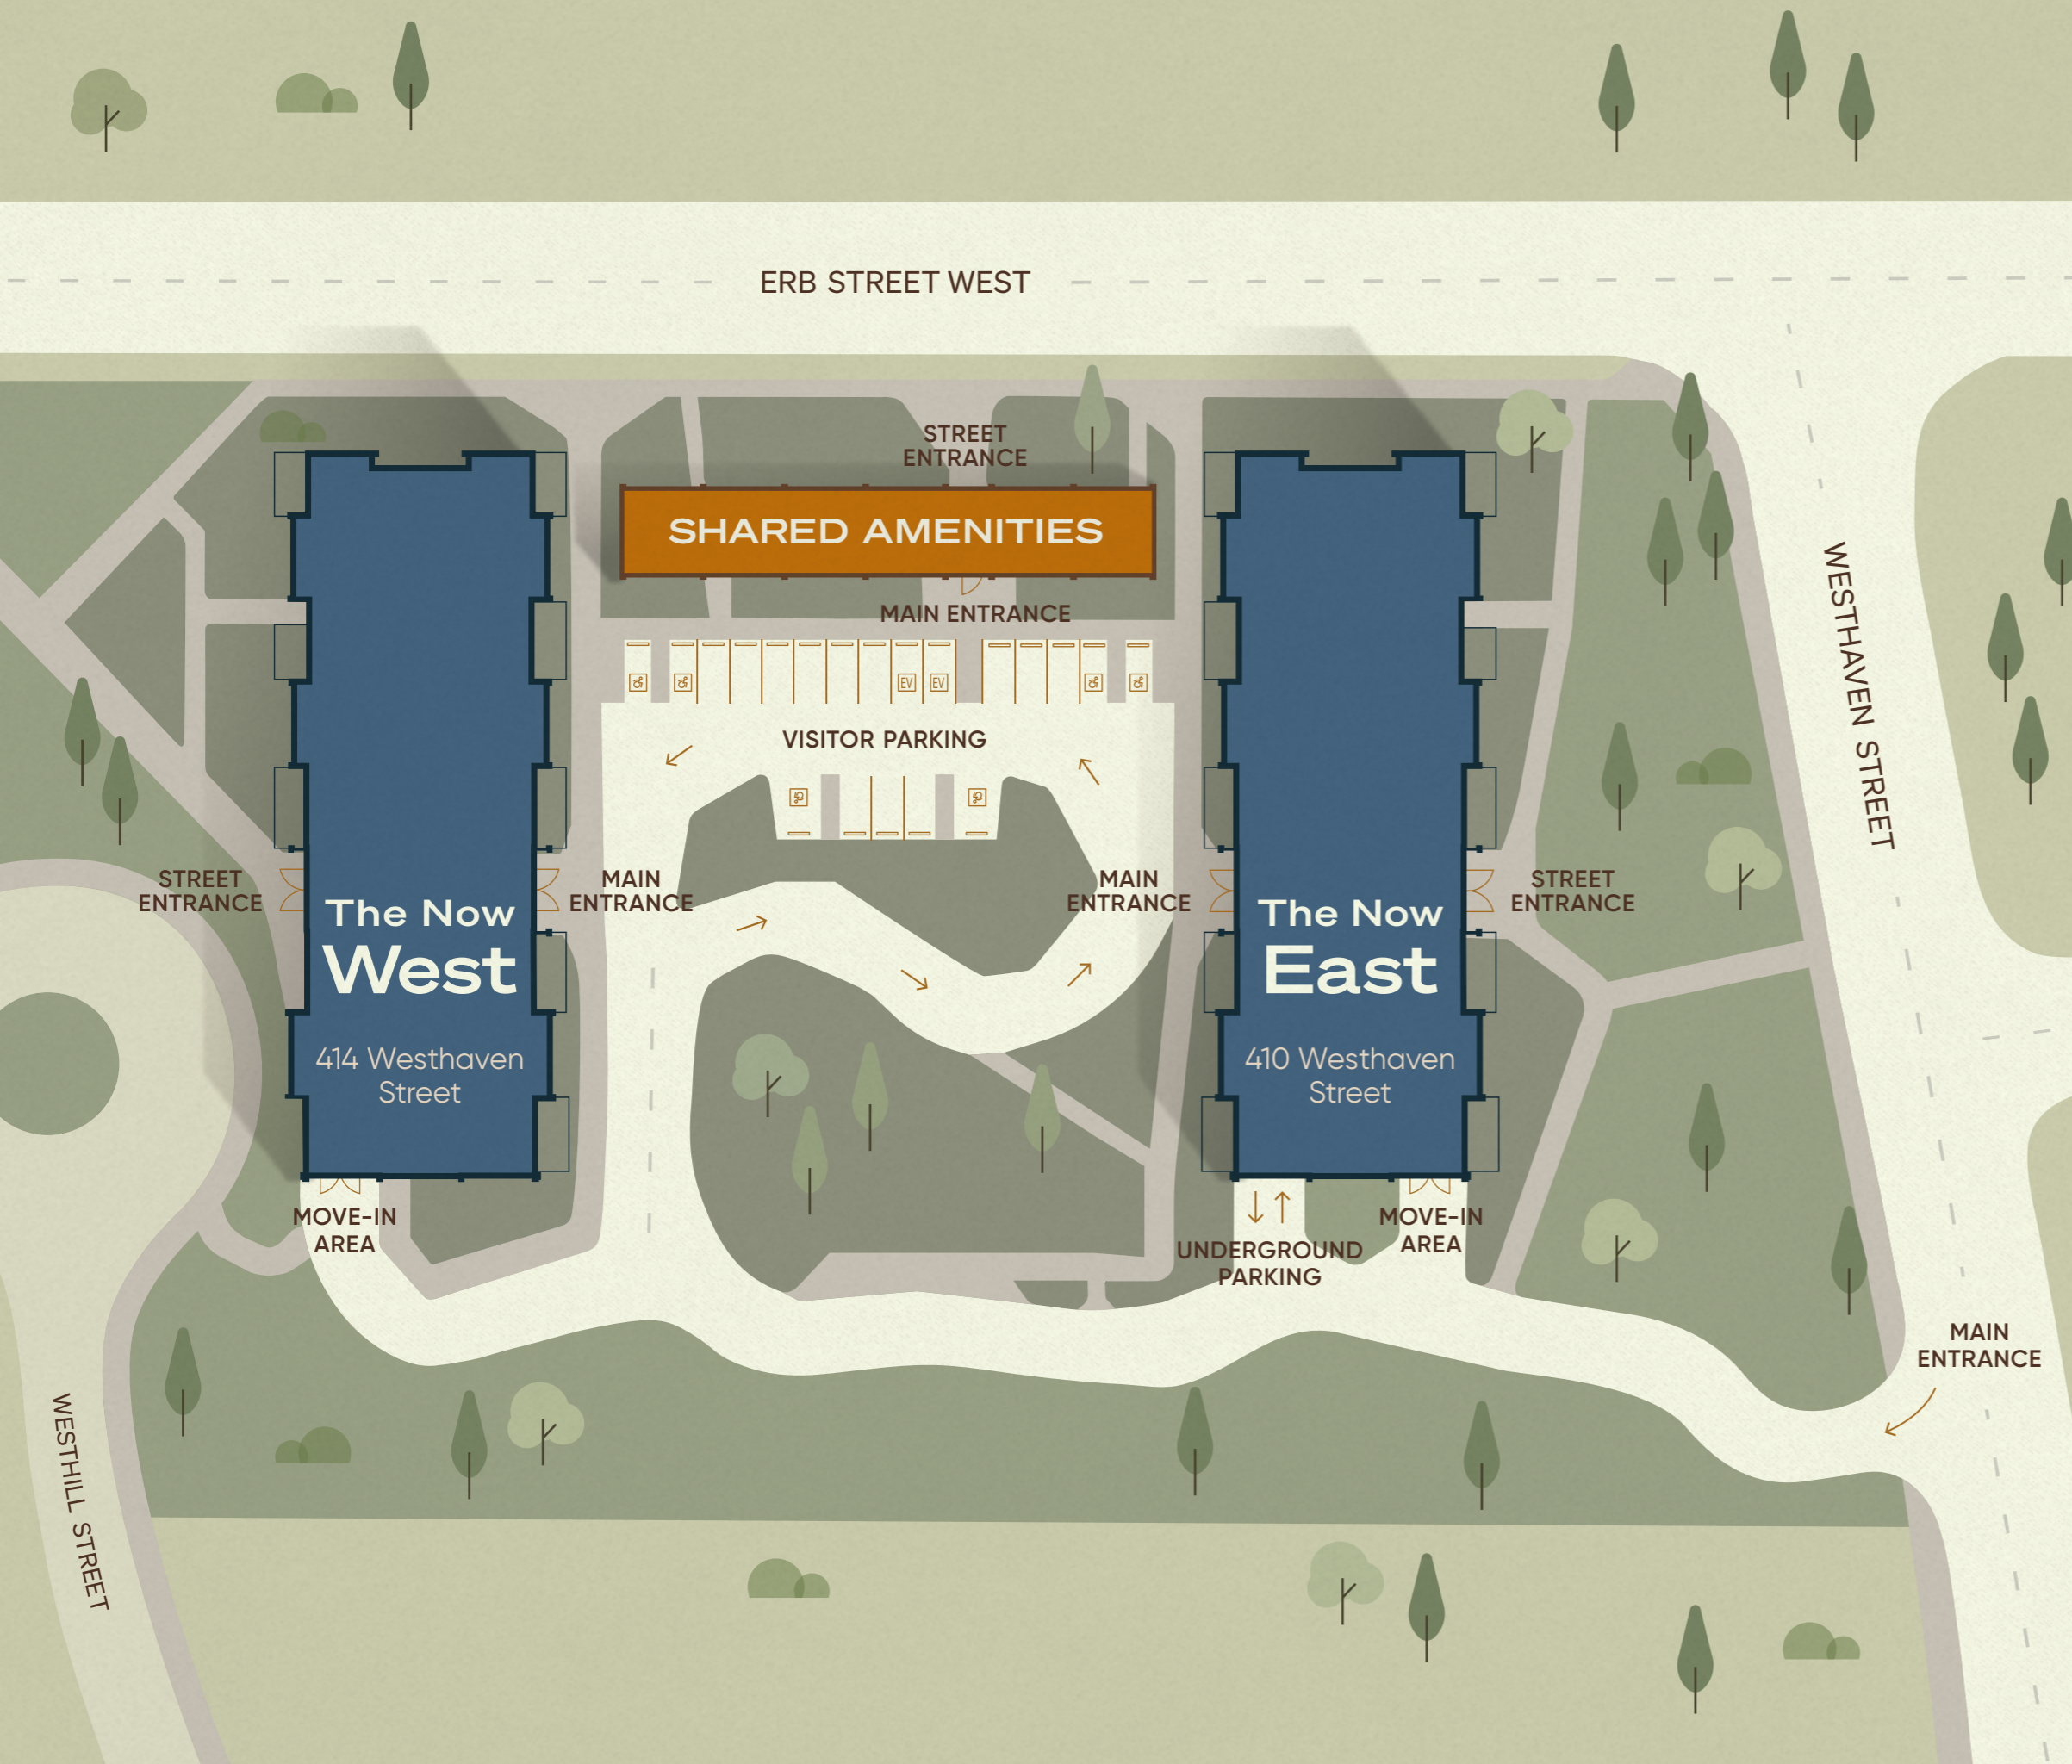 ERB STREET WEST
STREET
ENTRANCE
SHARED AMENITIES
MAIN ENTRANCE
EV
EV
VISITOR PARKING
WESTHAVEN STREET
STREET
ENTRANCE
MAIN
ENTRANCE
MAIN
ENTRANCE
STREET
ENTRANCE
The Now
West
414 Westhaven
Street
The Now
East
410 Westhaven
Street
MOVE-IN
AREA
UNDERGROUND
PARKING
MOVE-IN
AREA
MAIN
ENTRANCE
WESTHILL STREET